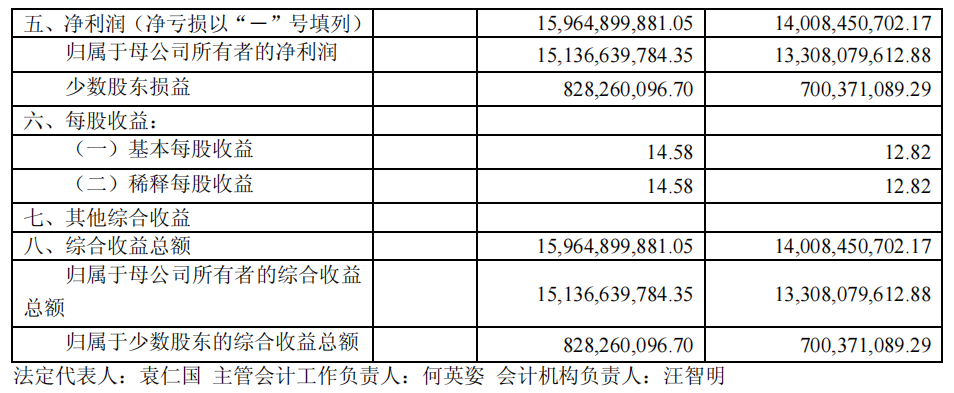 五、净利润（净亏损以“－”号填列） 15,964,899,881.05 14,008,450,702.17
归属于母公司所有者的净利润 15,136,639,784.35 13,308,079,612.88
少数股东损益 828,260,096.70 700,371,089.29
六、每股收益：
（一）基本每股收益 14.58 12.82
（二）稀释每股收益 14.58 12.82
七、其他综合收益
八、综合收益总额 15,964,899,881.05 14,008,450,702.17
归属于母公司所有者的综合收益
总额 15,136,639,784.35 13,308,079,612.88
归属于少数股东的综合收益总额 828,260,096.70 700,371,089.29
法定代表人：袁仁国 主管会计工作负责人：何英姿 会计机构负责人：汪智明